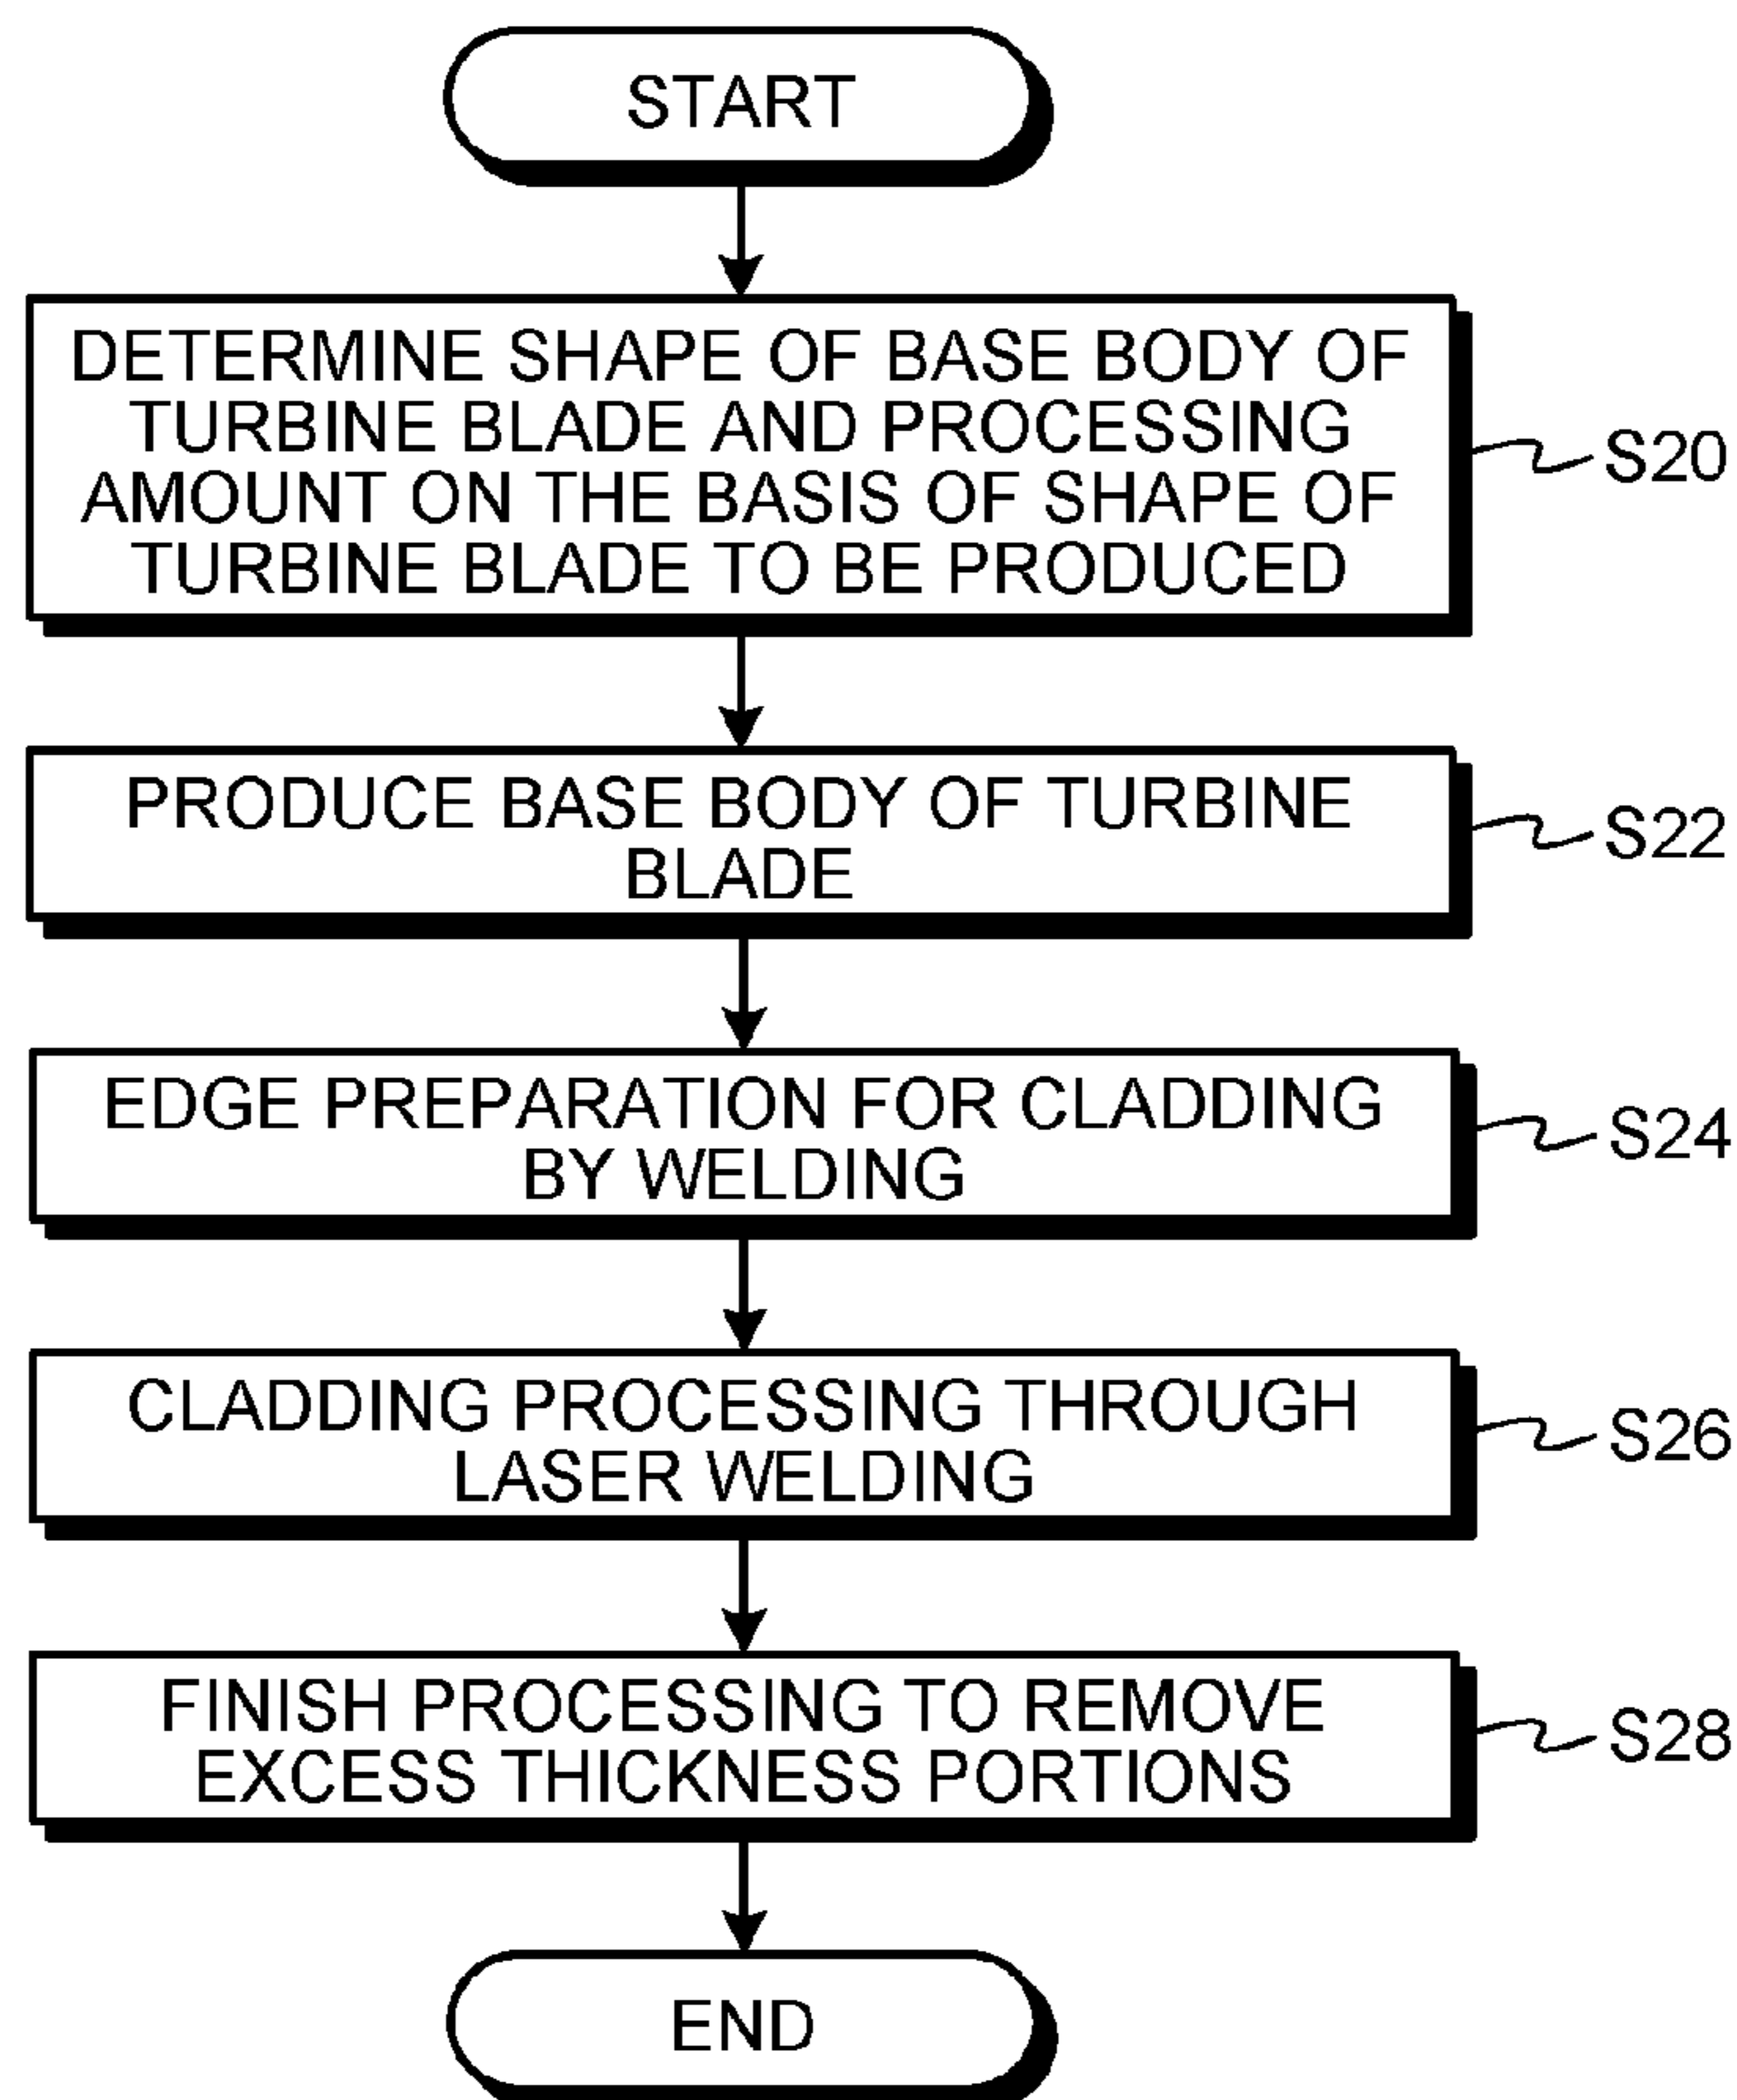 START
DETERMINE SHAPE OF BASE BODY OF
TURBINE BLADE AND PROCESSING
AMOUNT ON THE BASIS OF SHAPE OF
TURBINE BLADE TO BE PRODUCED
S20
PRODUCE BASE BODY OF TURBINE
BLADE
S22
EDGE PREPARATION FOR CLADDING
BY WELDING
S24
CLADDING PROCESSING THROUGH
LASER WELDING
S26
FINISH PROCESSING TO REMOVE
EXCESS THICKNESS PORTIONS
S28
END